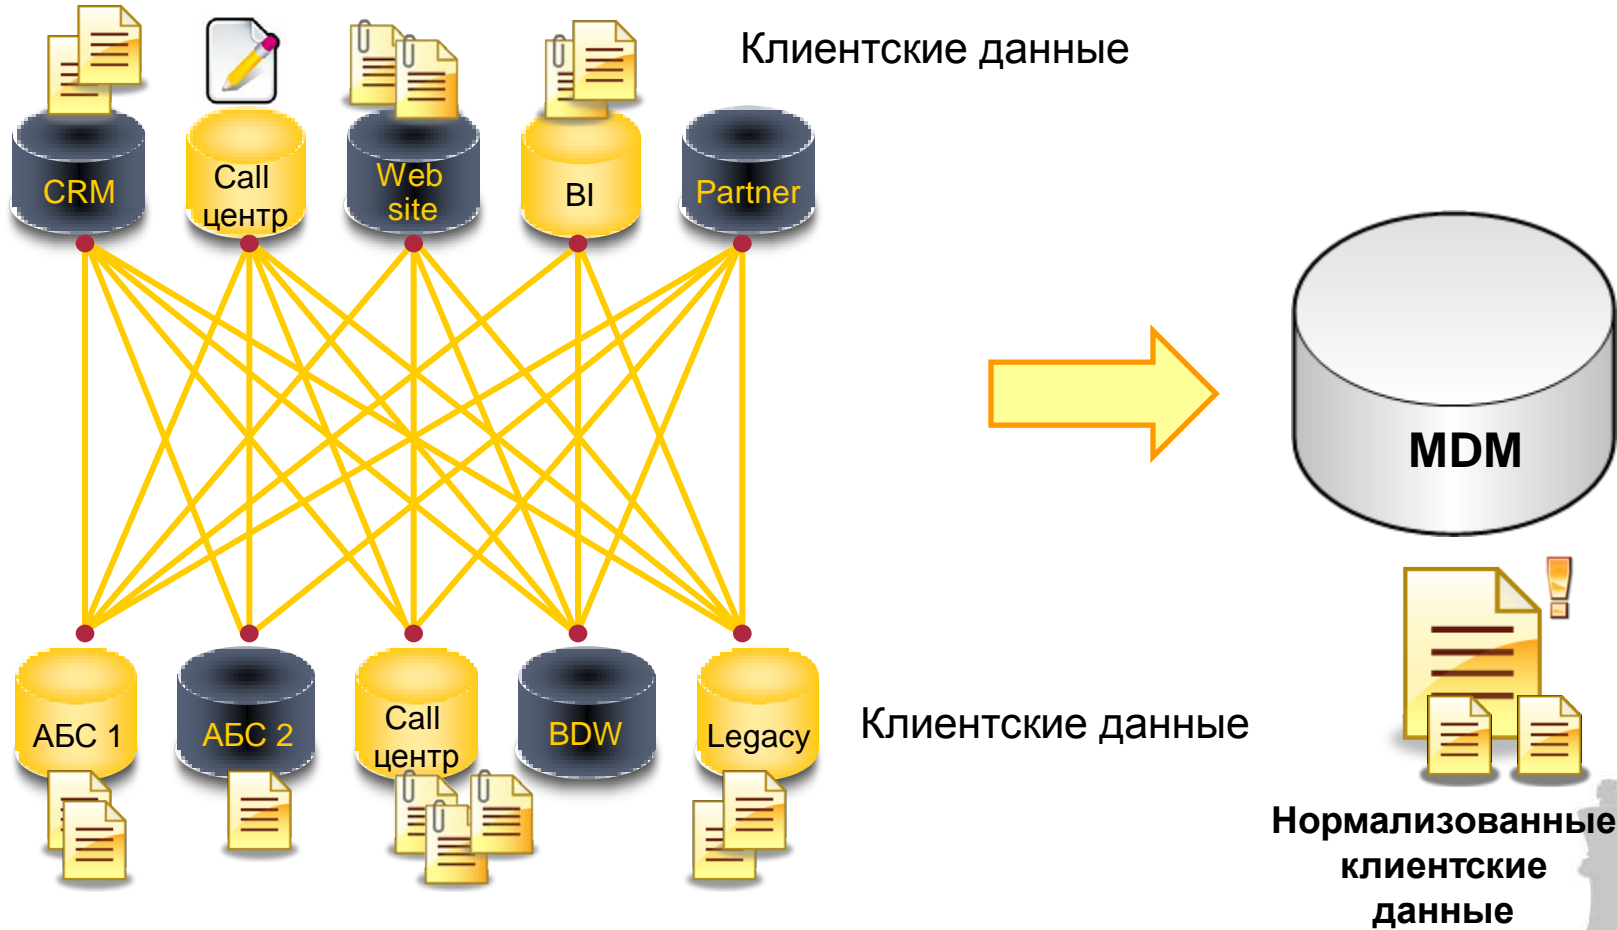 Клиентские данные
CRM
Call
центр
Web
site
BI
Partner
MDM
АБС 1
АБС 2
Call
центр
BDW
Legacy
Клиентские данные
Нормализованные
клиентские
данные